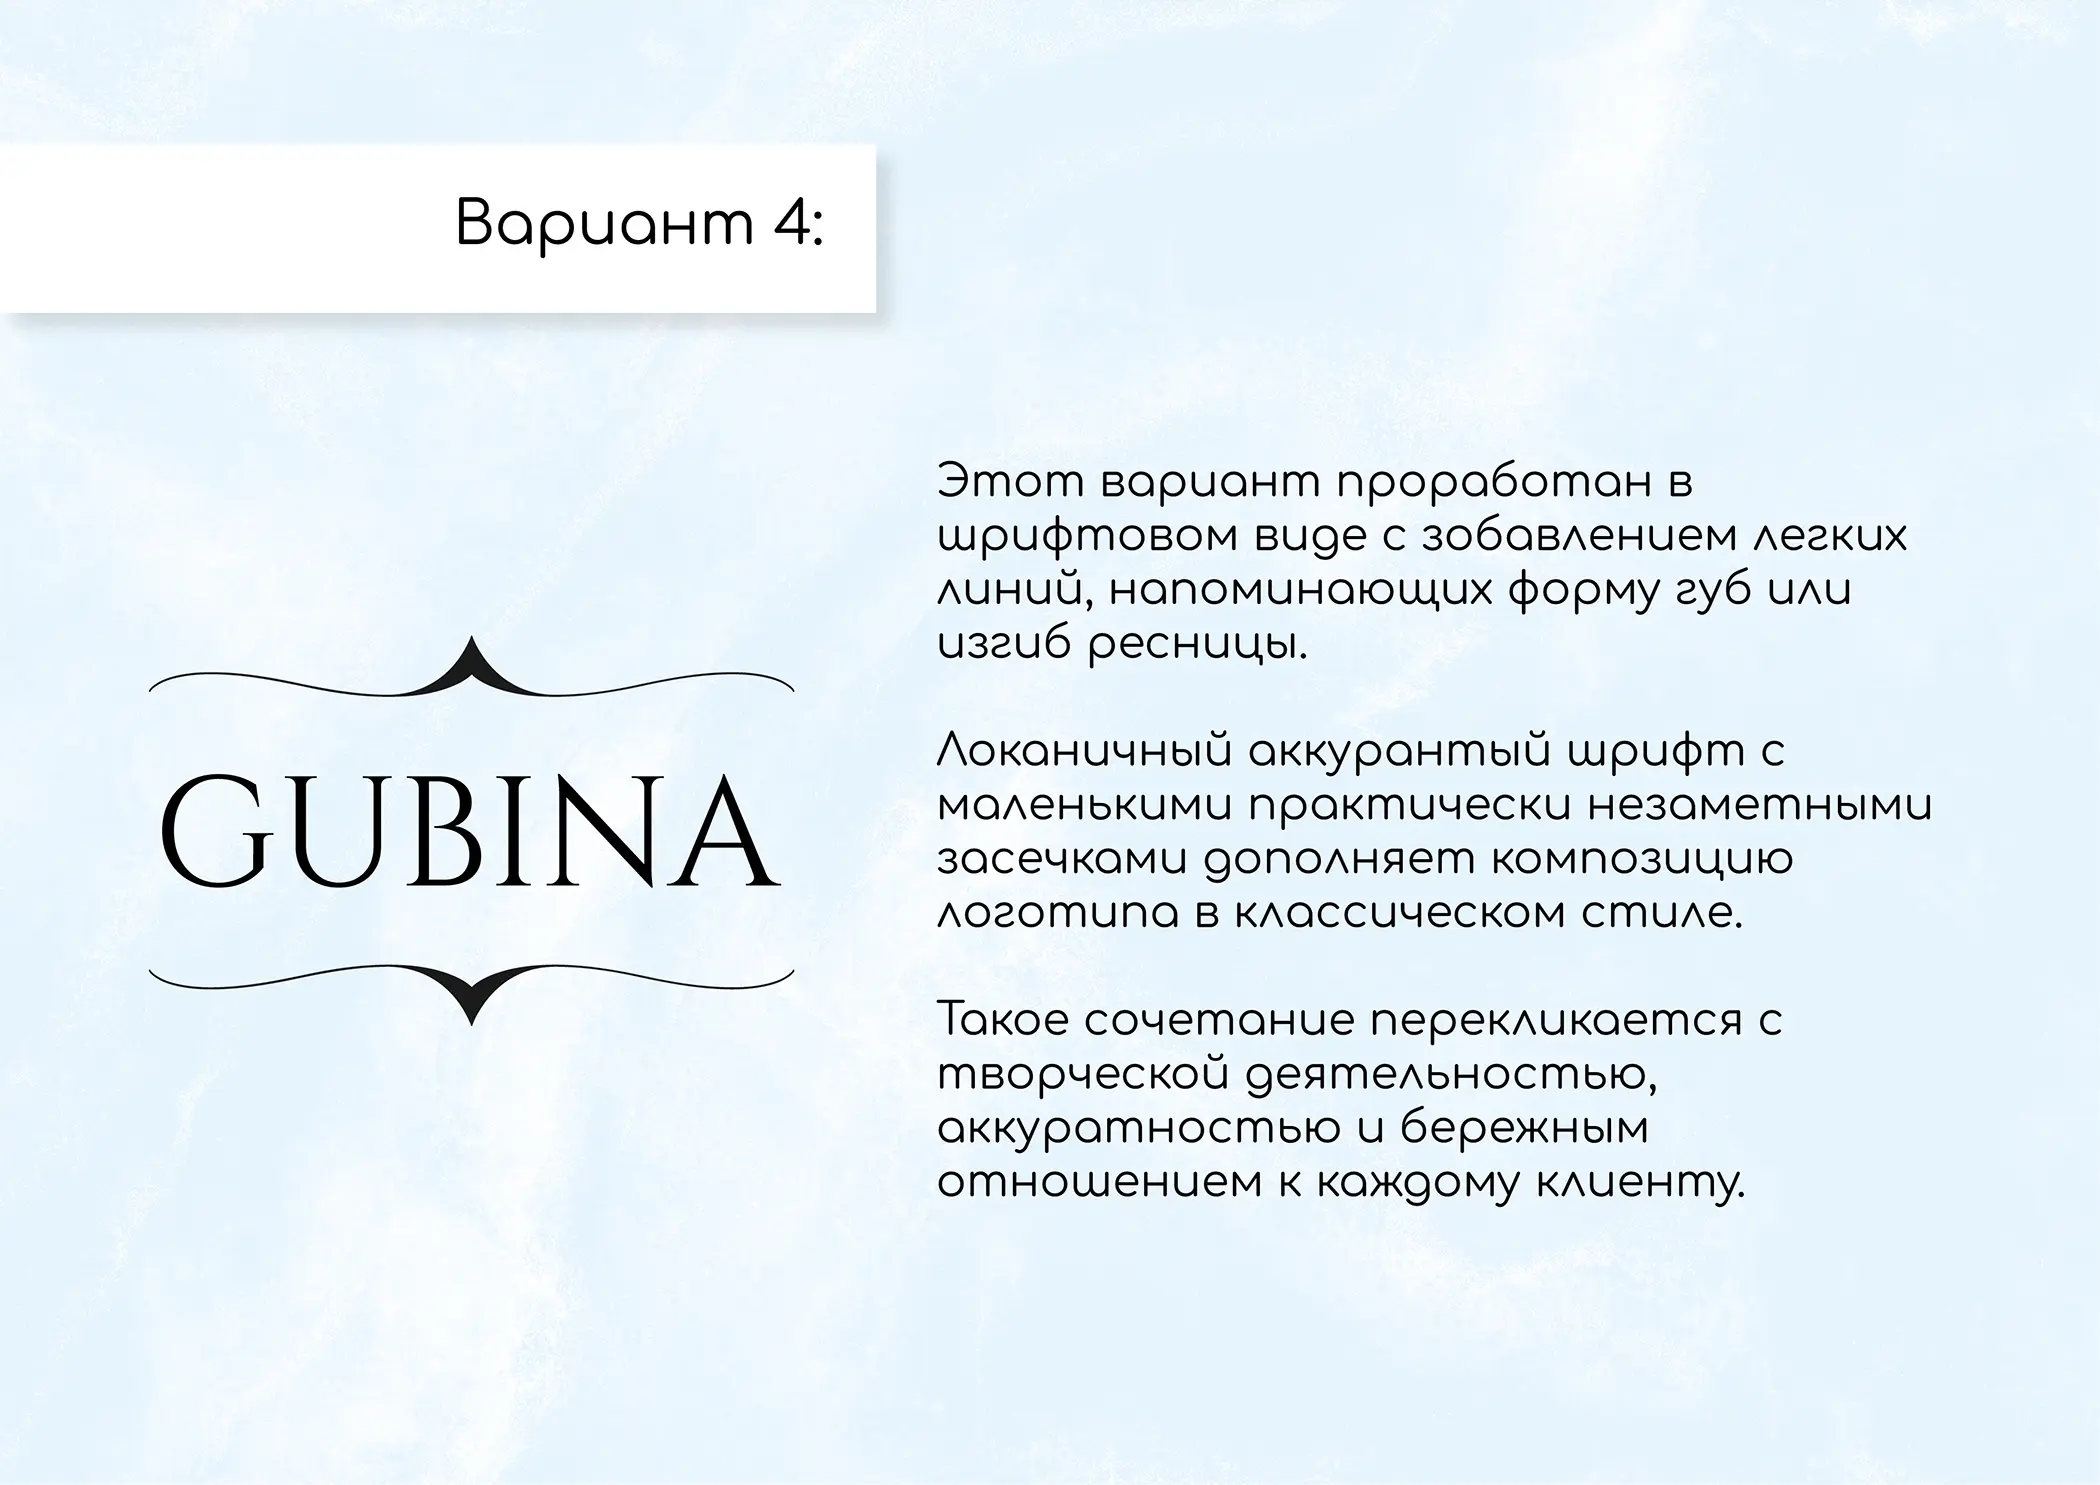 Вариант 4:
GUBINA
Этот вариант проработан в
шрифтовом виде с зобавлением легких
линий, напоминающих форму губ или
изгиб ресницы.
Локаничный аккурантый шрифт с
маленькими практически незаметными
засечками дополняет композицию
логотипа в классическом стиле.
Такое сочетание перекликается с
творческой деятельностью,
аккуратностью и бережным
отношением к каждому клиенту.